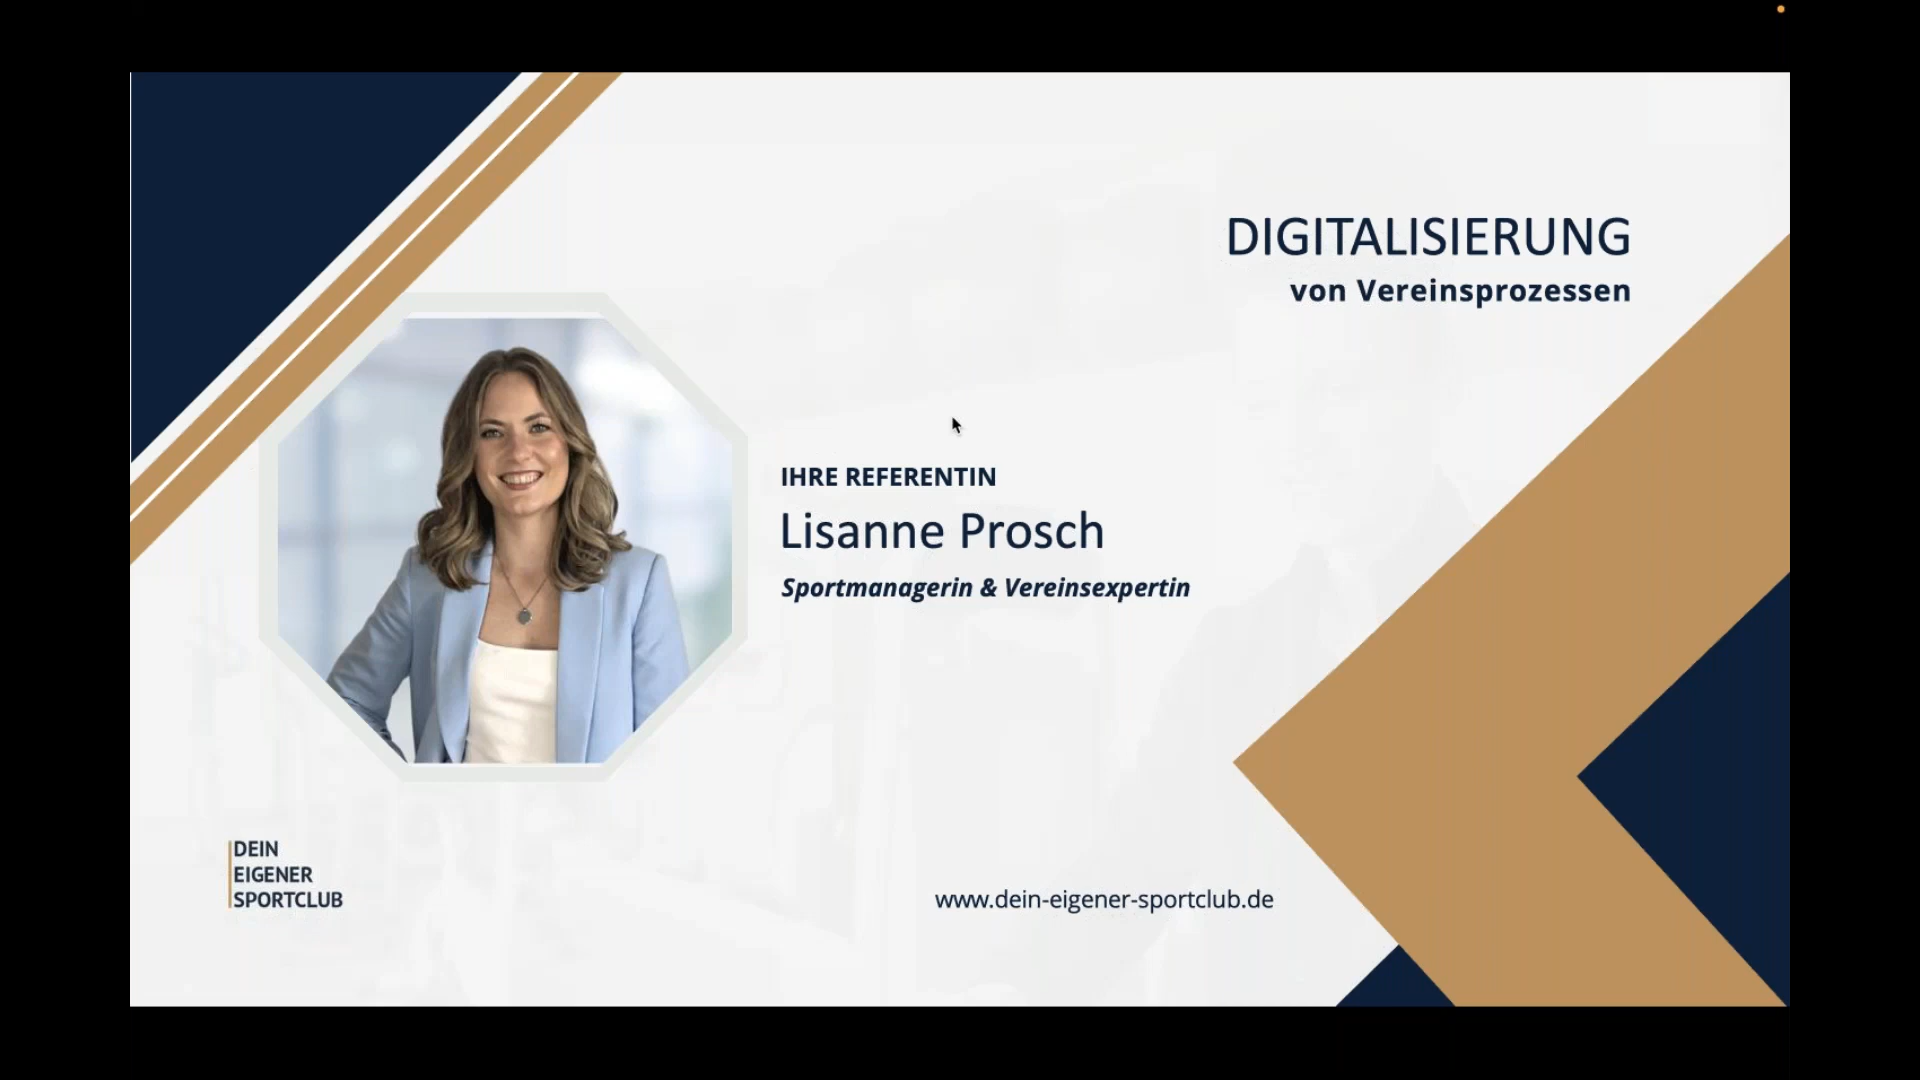 DIGITALISIERUNG
von Vereinsprozessen
IHRE REFERENTIN
Lisanne Prosch
Sportmanagerin & Vereinsexpertin
DEIN
EIGENER
SPORTCLUB
www.dein-eigener-sportclub.de